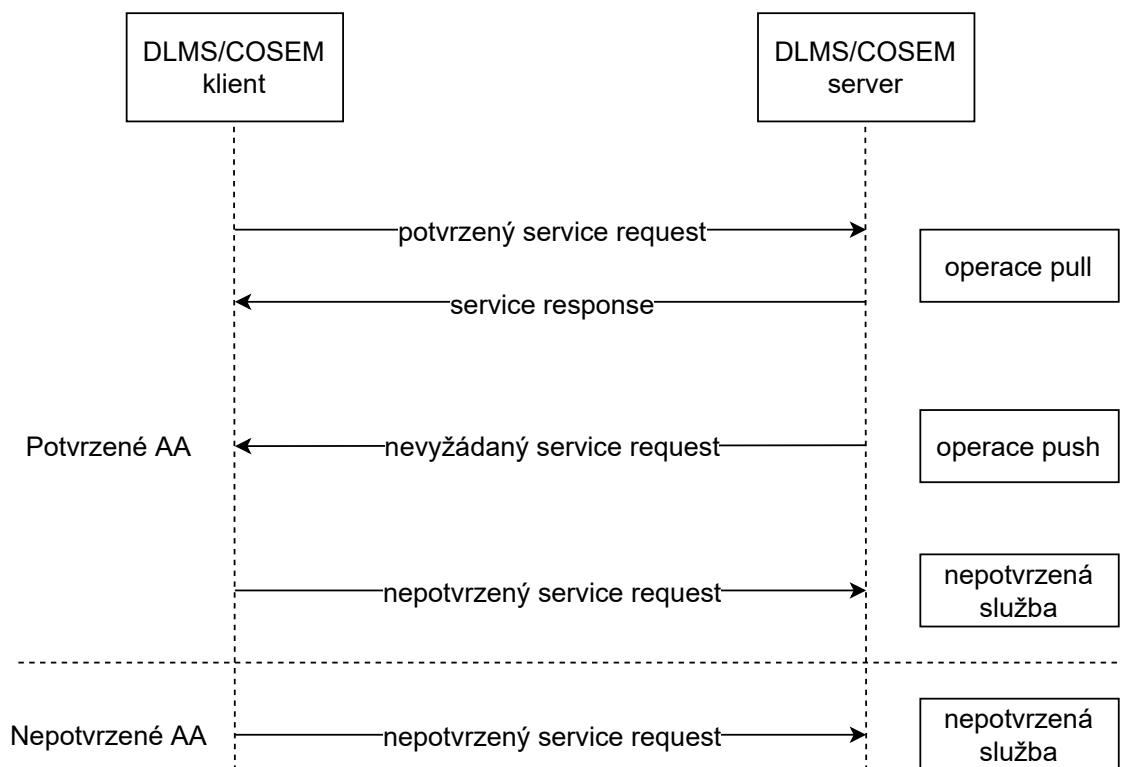 DLMS/COSEM
klient
DLMS/COSEM
server
potvrzený service request
operace pull
service response
Potvrzené AA
nevyžádaný service request
operace push
nepotvrzený service request
nepotvrzená
služba
Nepotvrzené AA
nepotvrzený service request
nepotvrzená
služba